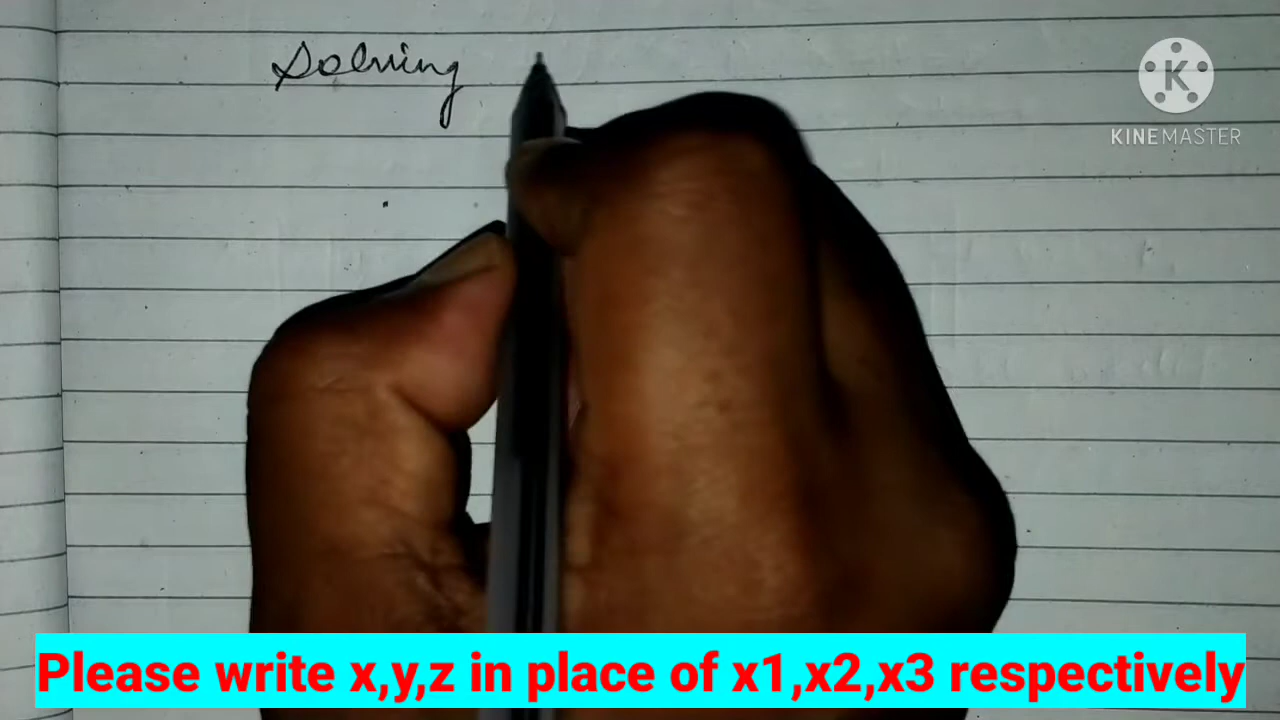 Solving
KINEMASTER
Please write x,y,z in place of x1,x2,x3 respectively